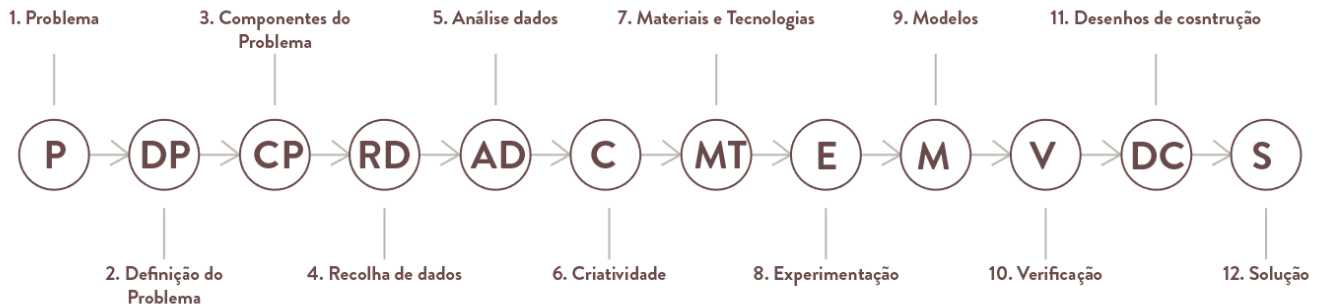 1. Problema
3. Componentes do
Problema
5. Análise dados
7. Materiais e Tecnologias
9. Modelos
11. Desenhos de cosntrução
P
DP
CP
RD
AD
C
MT
E
M
V
DC
S
2. Definição do
Problema
4. Recolha de dados
6. Criatividade
8. Experimentação
10. Verificação
12. Solução